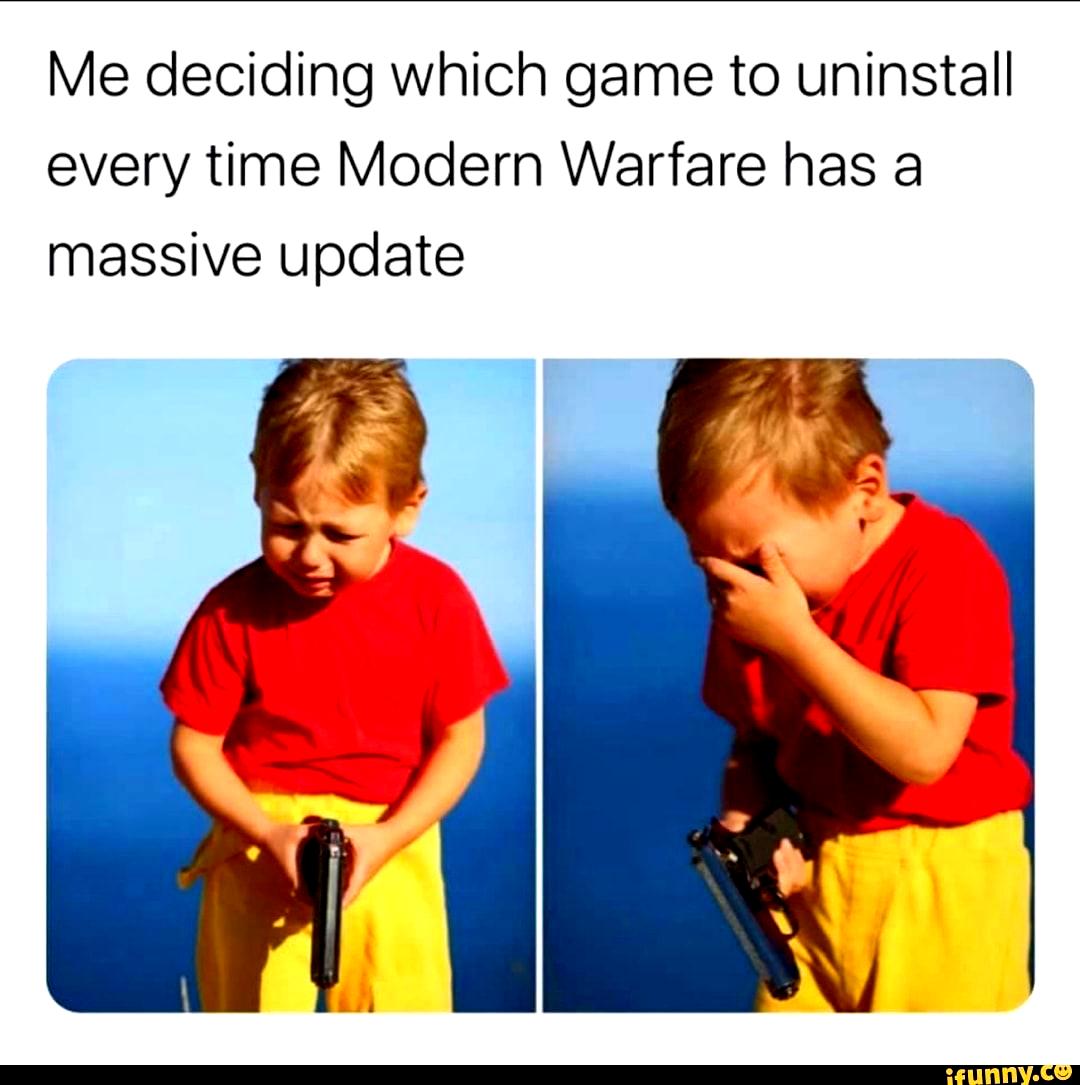 Me deciding which game to uninstall
every time Modern Warfare has a
massive update
ifunny.co